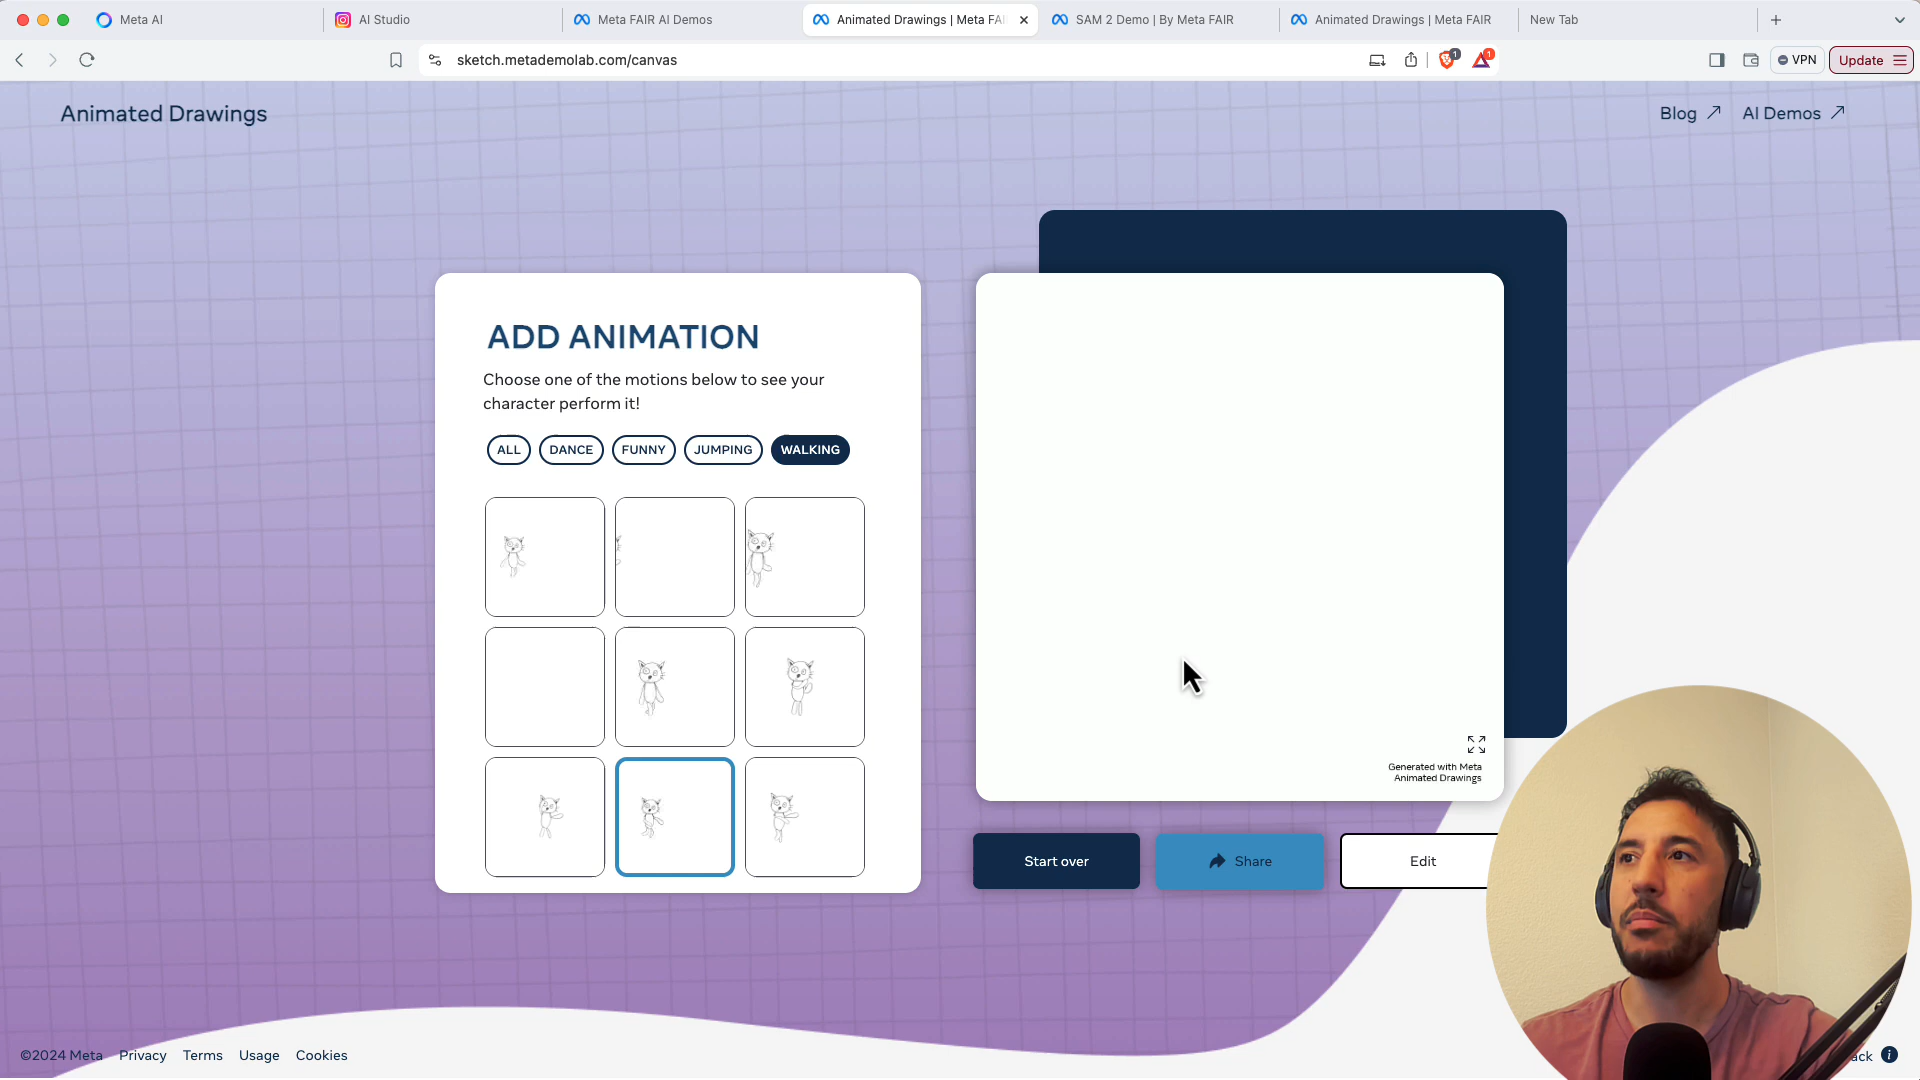 Meta AI
AI Studio
Meta FAIR AI Demos
Animated Drawings | Meta FA
SAM 2 Demo | By Meta FAIR
Animated Drawings | Meta FAIR
New Tab
sketch.metademolab.com/canvas
1
1
VPN
Update
Animated Drawings
Blog
AI Demos
ADD ANIMATION
Choose one of the motions below to see your
character perform it!
ALL
DANCE
FUNNY
JUMPING
WALKING
Generated with Meta
Animated Drawings
Start over
Share
Edit
©2024 Meta
Privacy
Terms
Usage
Cookies
ack